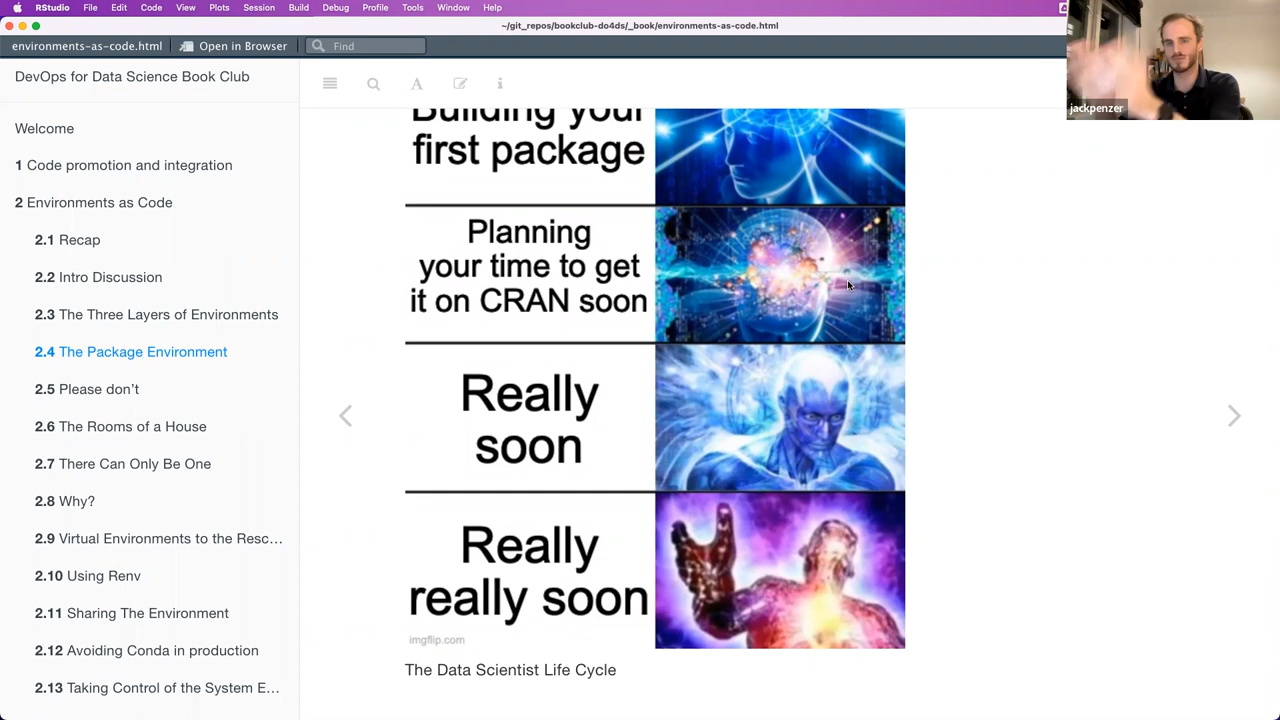 RStudio File Edit Code View Plots Session Build Debug Profile Tools Window Help
~/git_repos/bookclub-do4ds/_book/environments-as-code.html
environments-as-code.html Open in Browser Find
jackpenzer
DevOps for Data Science Book Club
Welcome
1 Code promotion and integration
2 Environments as Code
2.1 Recap
2.2 Intro Discussion
2.3 The Three Layers of Environments
2.4 The Package Environment
2.5 Please don't
2.6 The Rooms of a House
2.7 There Can Only Be One
2.8 Why?
2.9 Virtual Environments to the Resc…
2.10 Using Renv
2.11 Sharing The Environment
2.12 Avoiding Conda in production
2.13 Taking Control of the System E…
Building your
first package
Planning
your time to get
it on CRAN soon
Really
soon
Really
really soon
imgflip.com
The Data Scientist Life Cycle